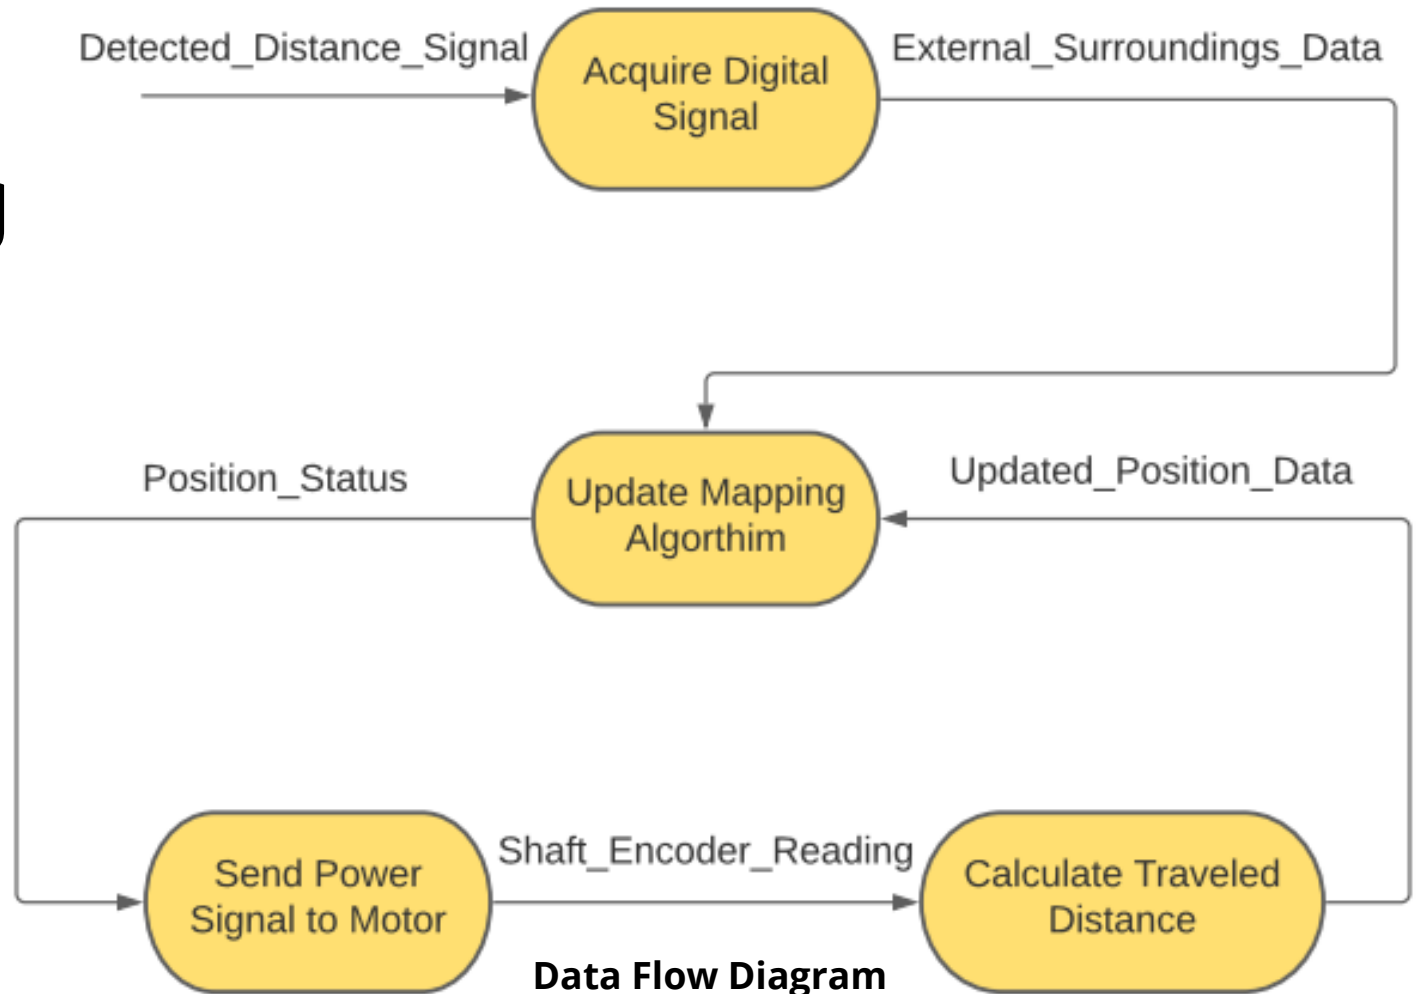 Detected_Distance_Signal
Acquire Digital
Signal
External_Surroundings_Data
Position_Status
Update Mapping
Algorthim
Updated_Position_Data
Send Power
Signal to Motor
Shaft_Encoder_Reading
Calculate Traveled
Distance
Data Flow Diagram